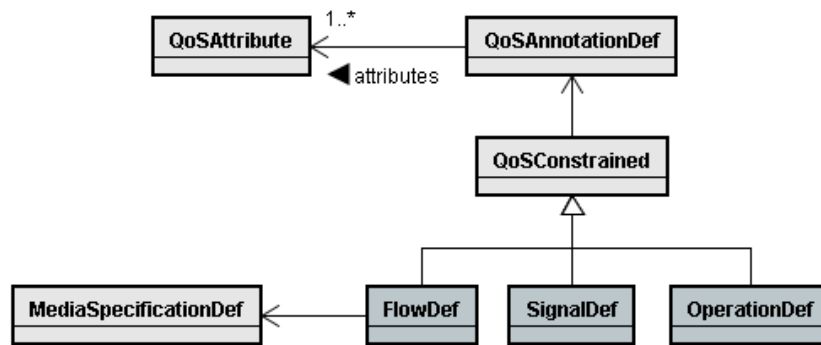 1..*
QoSAttribute
QoSAnnotationDef
attributes
QoSConstrained
MediaSpecificationDef
FlowDef
SignalDef
OperationDef